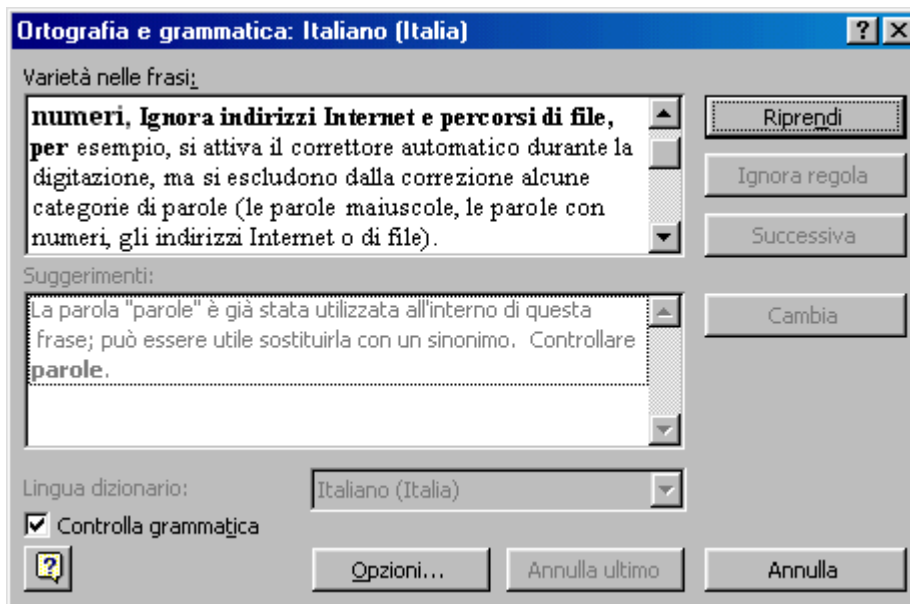 Ortografia e grammatica: Italiano (Italia)
Varietà nelle frasi:
numeri, Ignora indirizzi Internet e percorsi di file,
per esempio, si attiva il correttore automatico durante la
digitazione, ma si escludono dalla correzione alcune
categorie di parole (le parole maiuscole, le parole con
numeri, gli indirizzi Internet o di file).
Riprendi
Ignora regola
Successiva
Suggerimenti:
La parola "parole" è già stata utilizzata all'interno di questa
frase; può essere utile sostituirla con un sinonimo. Controllare
parole.
Cambia
Lingua dizionario:
Italiano (Italia)
Controlla grammatica
Opzioni...
Annulla ultimo
Annulla